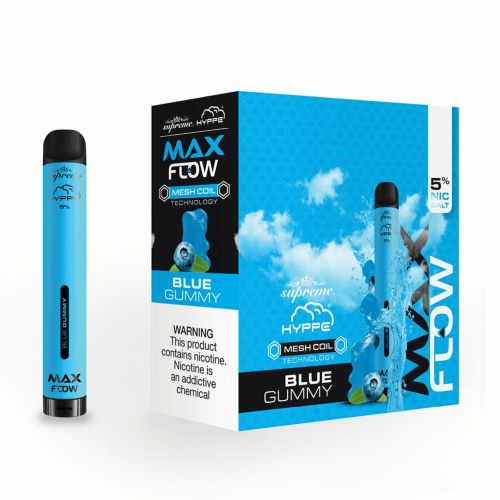 supreme
HYPPE
5%
BLUE GUMMY
MAX
FLOW
supreme.
HYPPE
MAX
FLOW
MESH COIL
TECHNOLOGY
BLUE
GUMMY
WARNING
This product
contains nicotine.
Nicotine is
an addictive
chemical
5%
NIC
SALT
supreme.
HYPPE
MESH COIL
TECHNOLOGY
BLUE
GUMMY
MAX
FLOW